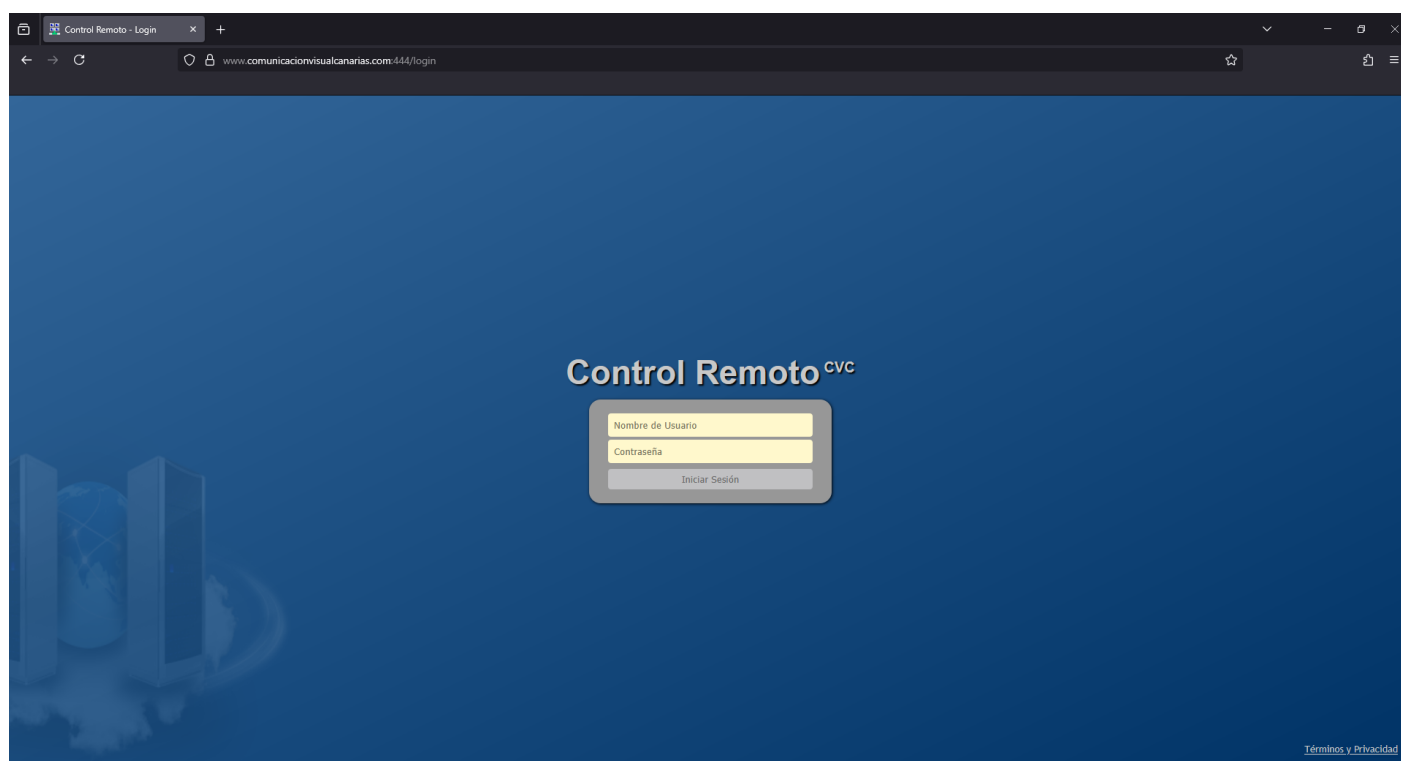 Control Remoto - Login
www.comunicacionvisualcanarias.com:444/login
Control Remoto CVC
Nombre de Usuario
Contraseña
Iniciar Sesión
Términos y Privacidad